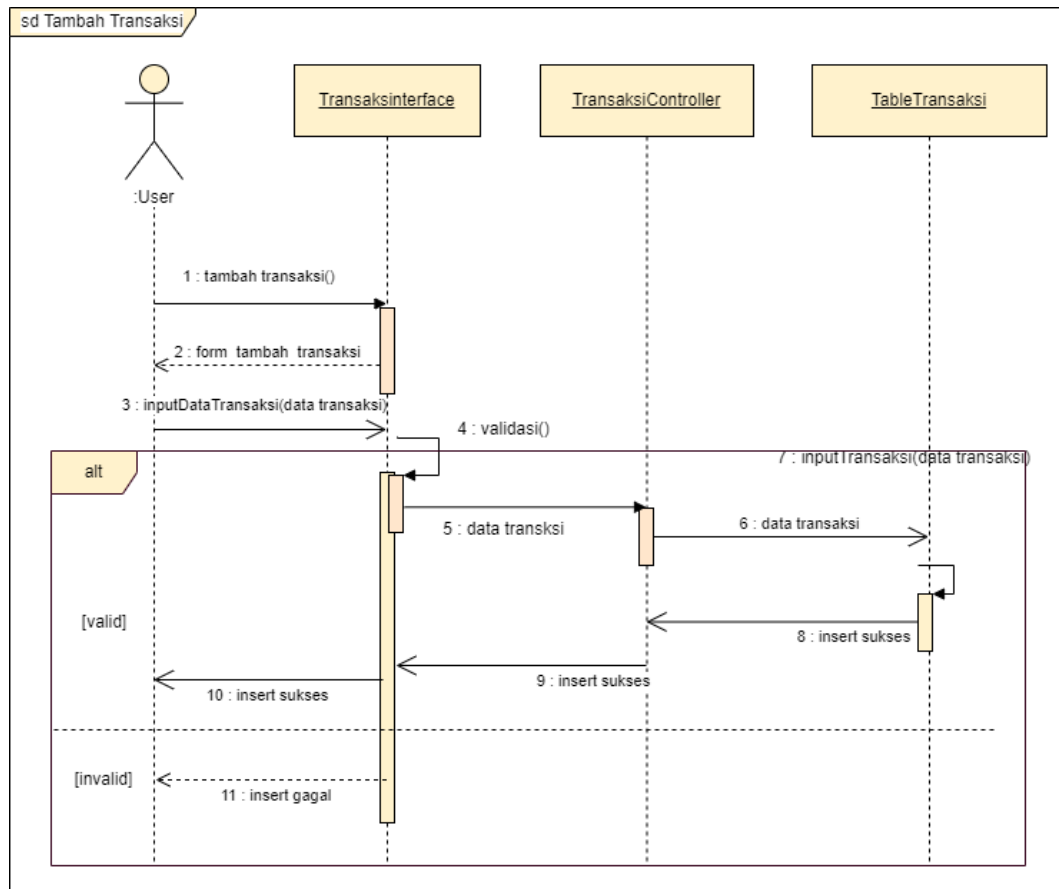 sd Tambah Transaksi
Transaksinterface
TransaksiController
TableTransaksi
:User
1 : tambah transaksi()
2 : form tambah transaksi
3 : inputDataTransaksi(data transaksi)
4 : validasi()
alt
7 : inputTransaksi(data transaksi)
5 : data transksi
6 : data transaksi
[valid]
8 : insert sukses
9 : insert sukses
10 : insert sukses
[invalid]
11 : insert gagal